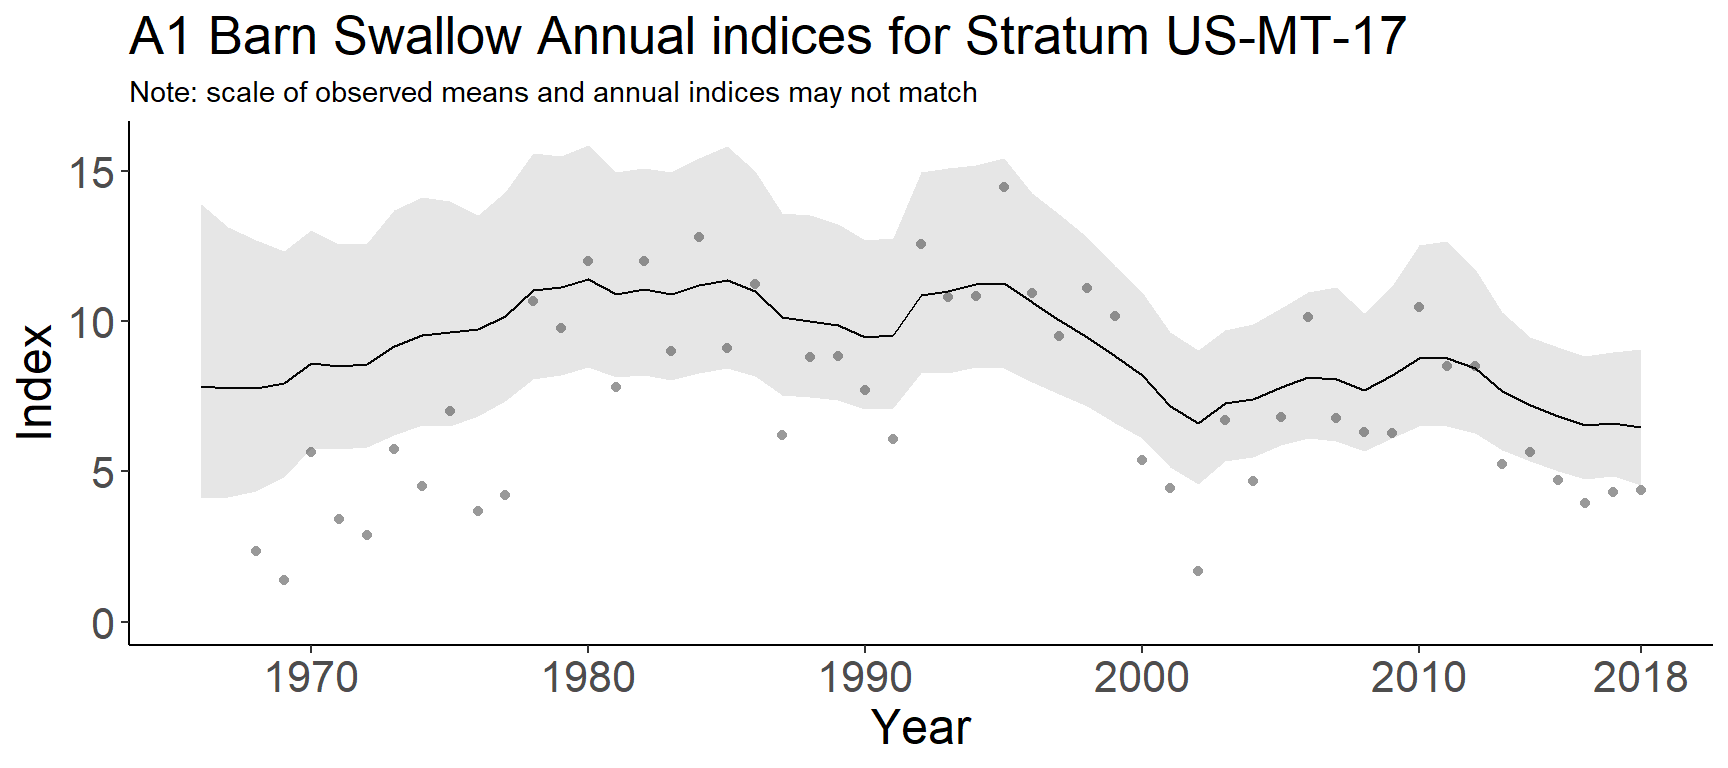 A1 Barn Swallow Annual indices for Stratum US-MT-17
Note: scale of observed means and annual indices may not match
15
10
5
0
Index
1970 1980 1990 2000 2010 2018
Year